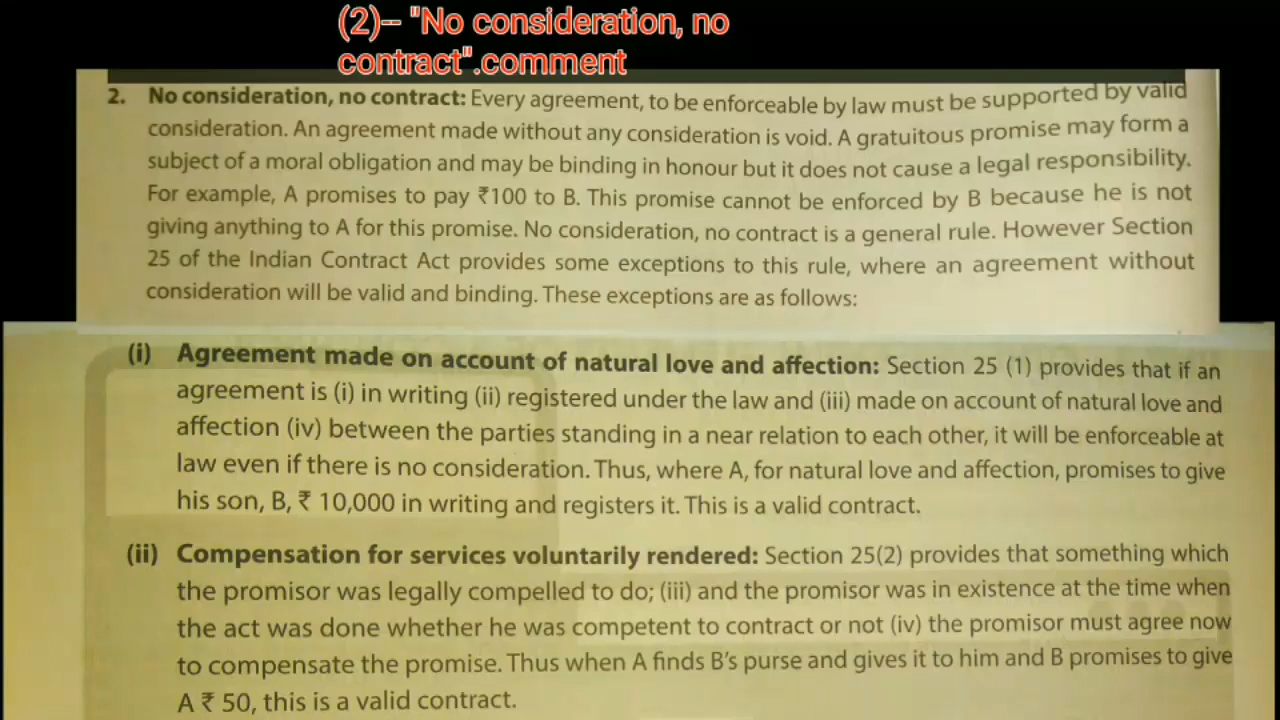 (2)-- "No consideration, no
contract".comment
2. No consideration, no contract: Every agreement, to be enforceable by law must be supported by valid
consideration. An agreement made without any consideration is void. A gratuitous promise may form a
subject of a moral obligation and may be binding in honour but it does not cause a legal responsibility.
For example, A promises to pay ₹100 to B. This promise cannot be enforced by B because he is not
giving anything to A for this promise. No consideration, no contract is a general rule. However Section
25 of the Indian Contract Act provides some exceptions to this rule, where an agreement without
consideration will be valid and binding. These exceptions are as follows:
(i) Agreement made on account of natural love and affection: Section 25 (1) provides that if an
agreement is (i) in writing (ii) registered under the law and (iii) made on account of natural love and
affection (iv) between the parties standing in a near relation to each other, it will be enforceable at
law even if there is no consideration. Thus, where A, for natural love and affection, promises to give
his son, B, ₹ 10,000 in writing and registers it. This is a valid contract.
(ii) Compensation for services voluntarily rendered: Section 25(2) provides that something which
the promisor was legally compelled to do; (iii) and the promisor was in existence at the time when
the act was done whether he was competent to contract or not (iv) the promisor must agree now
to compensate the promise. Thus when A finds B's purse and gives it to him and B promises to give
A ₹ 50, this is a valid contract.